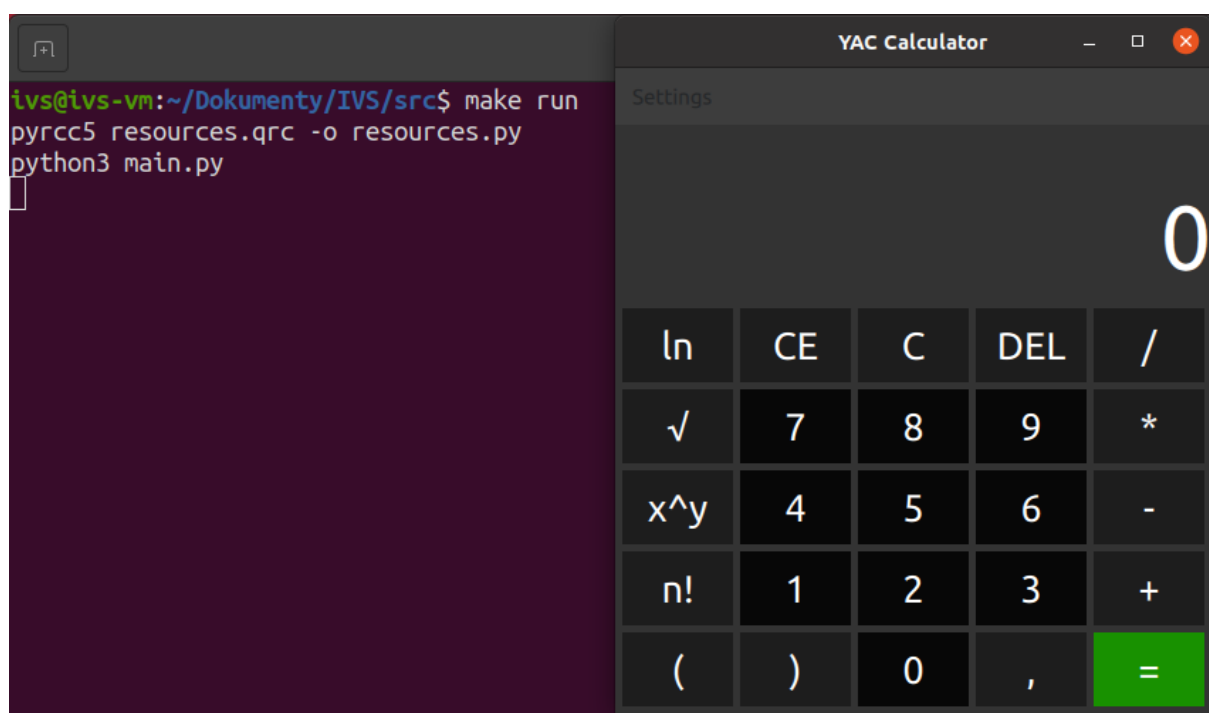 ivs@ivs-vm:~/Dokumenty/IVS/src$ make run
pyrcc5 resources.qrc -o resources.py
python3 main.py
YAC Calculator
Settings
0
ln CE C DEL /
√ 7 8 9 *
x^y 4 5 6 -
n! 1 2 3 +
( ) 0 , =